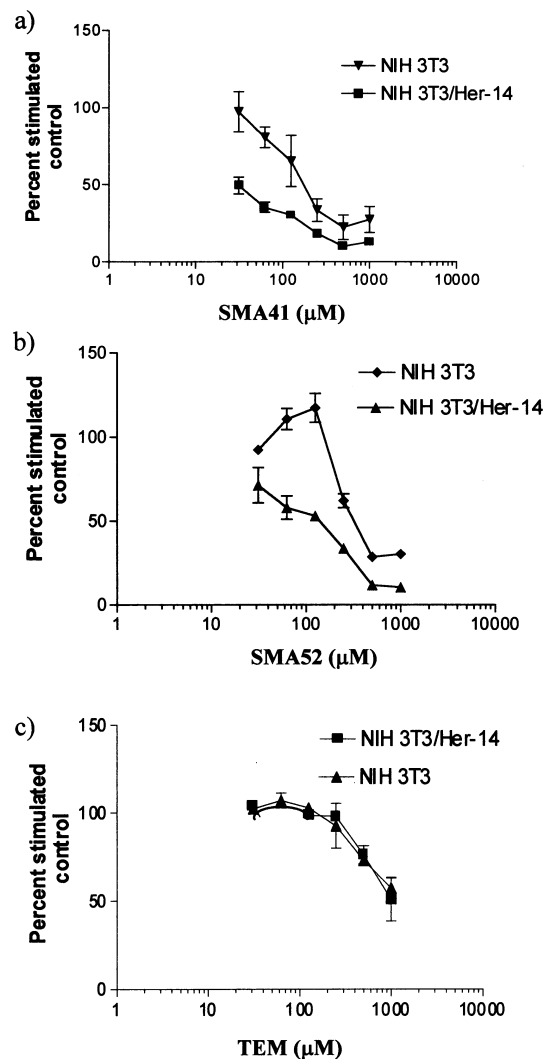 a)
150
100
50
0
Percent stimulated
control
NIH 3T3
NIH 3T3/Her-14
1
10
100
1000
10000
SMA41 (µM)
b)
150
100
50
0
Percent stimulated
control
NIH 3T3
NIH 3T3/Her-14
1
10
100
1000
10000
SMA52 (µM)
c)
150
100
50
0
Percent stimulated
control
NIH 3T3/Her-14
NIH 3T3
1
10
100
1000
10000
TEM (µM)